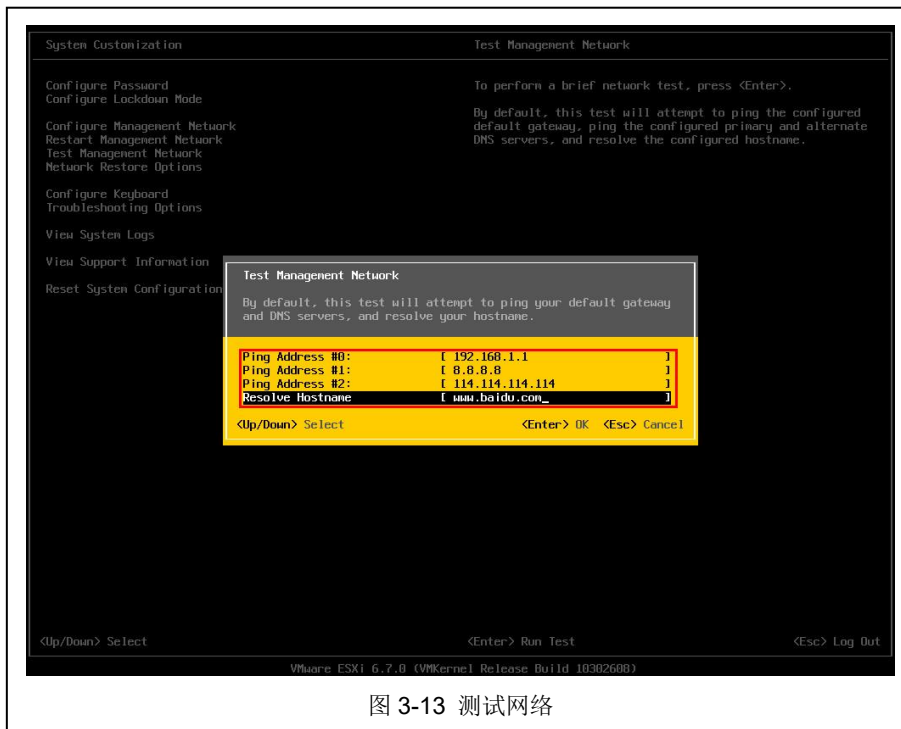 System Customization
Test Management Network
Configure Password
Configure Lockdown Mode
Configure Management Network
Restart Management Network
Test Management Network
Network Restore Options
Configure Keyboard
Troubleshooting Options
View System Logs
View Support Information
Reset System Configuration
To perform a brief network test, press <Enter>.
By default, this test will attempt to ping the configured
default gateway, ping the configured primary and alternate
DNS servers, and resolve the configured hostname.
Test Management Network
By default, this test will attempt to ping your default gateway
and DNS servers, and resolve your hostname.
Ping Address #0: [ 192.168.1.1 ]
Ping Address #1: [ 8.8.8.8 ]
Ping Address #2: [ 114.114.114.114 ]
Resolve Hostname [ www.baidu.com_ ]
<Up/Down> Select <Enter> OK <Esc> Cancel
<Up/Down> Select <Enter> Run Test <Esc> Log Out
VMware ESXi 6.7.0 (VMKernel Release Build 10302608)
图 3-13 测试网络